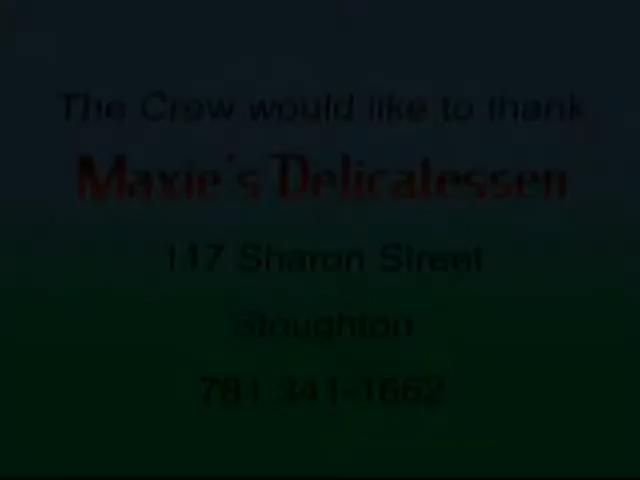 The Crew would like to thank
Maxie's Delicatessen
117 Sharon Street
Stoughton
781 341-1662